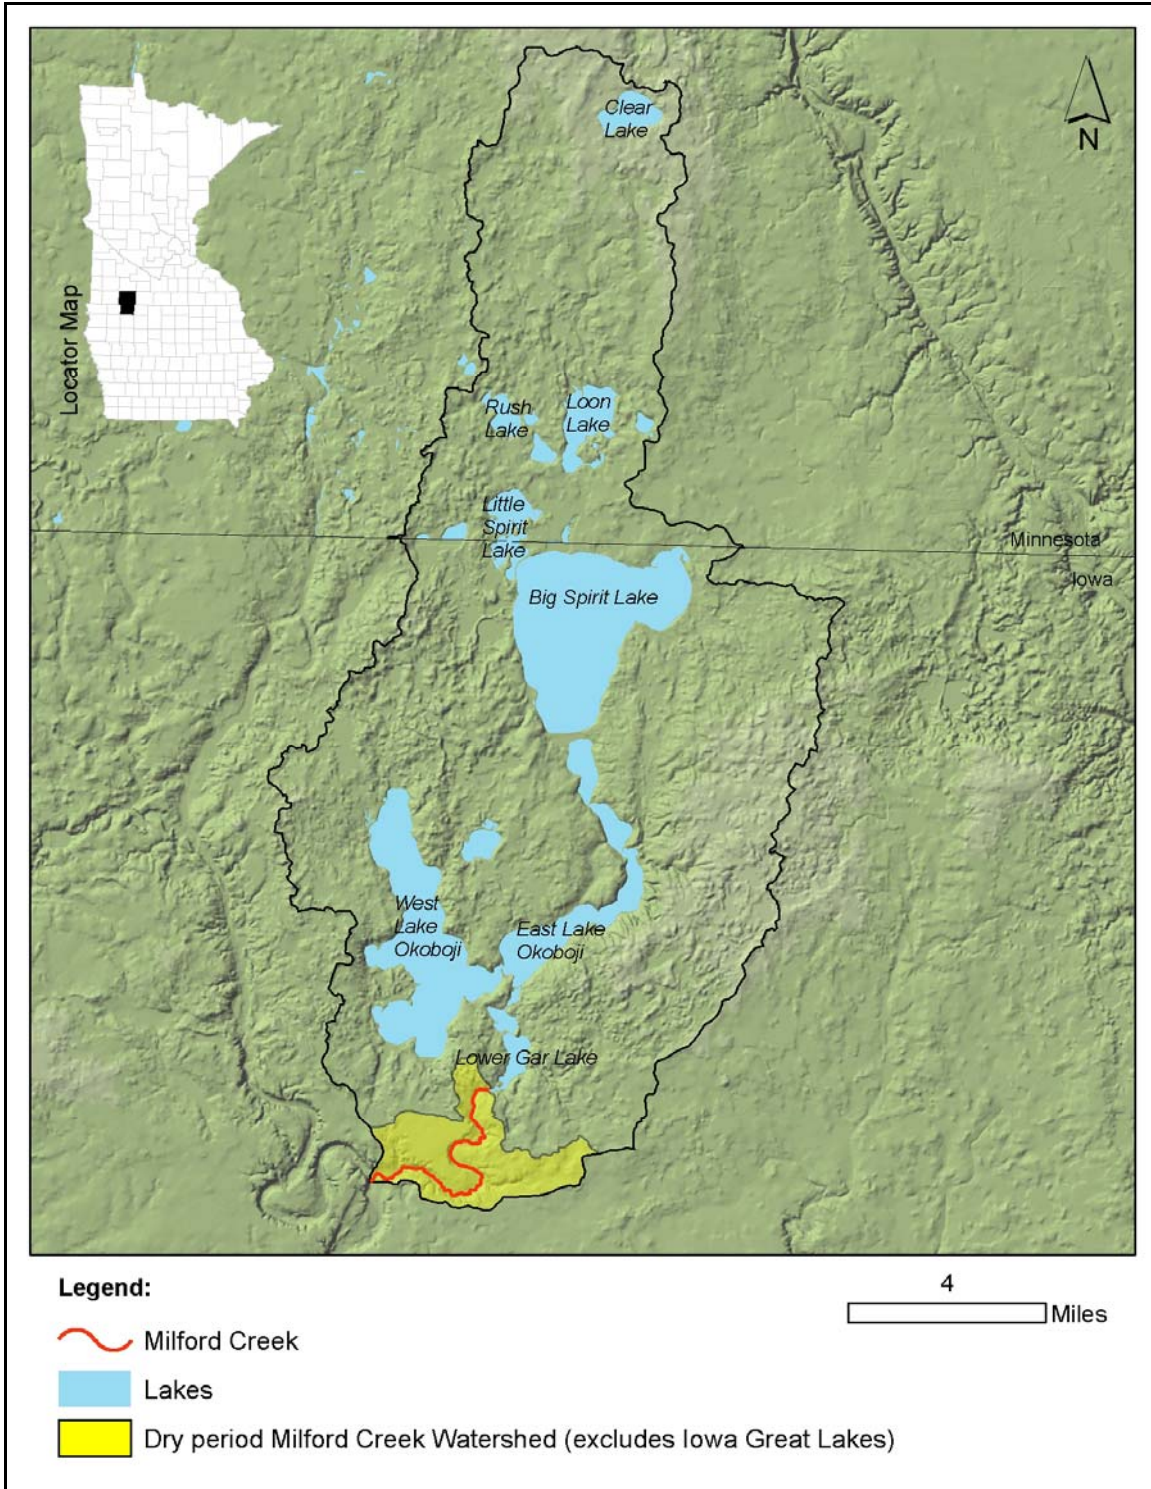 Clear
Lake
N
Locator Map
Rush
Lake
Loon
Lake
Little
Spirit
Lake
Minnesota
Iowa
Big Spirit Lake
West
Lake
Okoboji
East Lake
Okoboji
Lower Gar Lake
Legend:
4
Miles
Milford Creek
Lakes
Dry period Milford Creek Watershed (excludes Iowa Great Lakes)